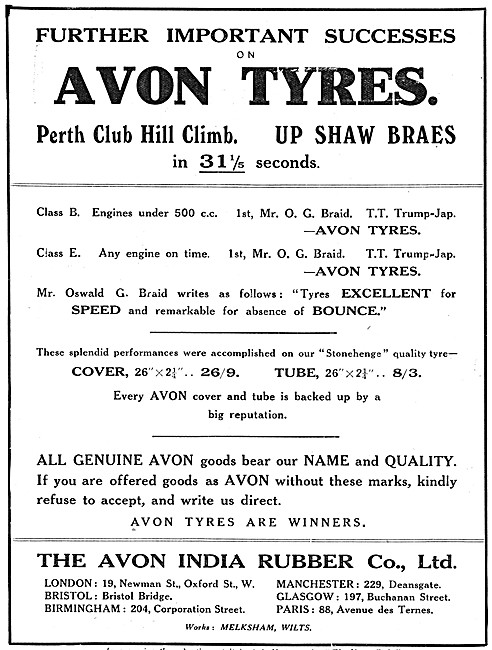 FURTHER IMPORTANT SUCCESSES
ON
AVON TYRES.
Perth Club Hill Climb. UP SHAW BRAES
in 31 1/5 seconds.
Class B. Engines under 500 c.c. 1st, Mr. O. G. Braid. T.T. Trump-Jap.
—AVON TYRES.
Class E. Any engine on time. 1st, Mr. O. G. Braid. T.T. Trump-Jap.
—AVON TYRES.
Mr. Oswald G. Braid writes as follows: "Tyres EXCELLENT for
SPEED and remarkable for absence of BOUNCE."
These splendid performances were accomplished on our "Stonehenge" quality tyre—
COVER, 26"×2¾".. 26/9. TUBE, 26"×2¾".. 8/3.
Every AVON cover and tube is backed up by a
big reputation.
ALL GENUINE AVON goods bear our NAME and QUALITY.
If you are offered goods as AVON without these marks, kindly
refuse to accept, and write us direct.
AVON TYRES ARE WINNERS.
THE AVON INDIA RUBBER Co., Ltd.
LONDON: 19, Newman St., Oxford St., W. MANCHESTER: 229, Deansgate.
BRISTOL: Bristol Bridge. GLASGOW: 197, Buchanan Street.
BIRMINGHAM: 204, Corporation Street. PARIS: 88, Avenue des Ternes.
Works: MELKSHAM, WILTS.